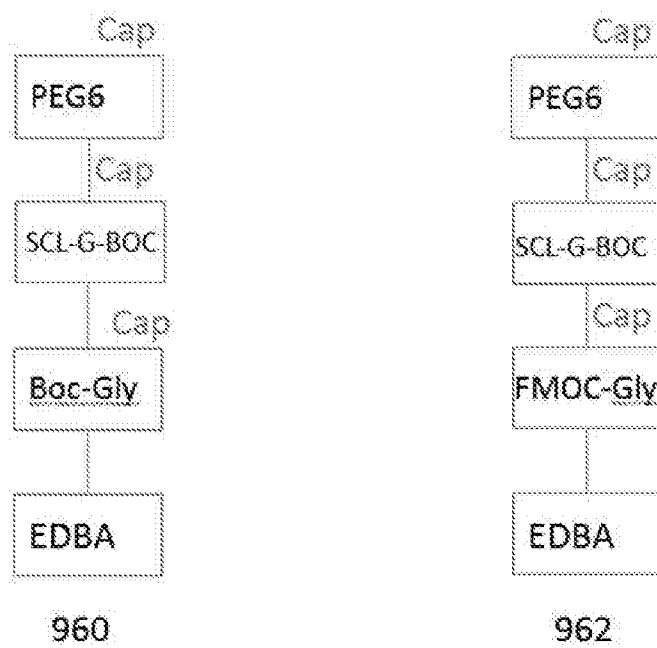 Cap Cap
PEG6 PEG6
Cap Cap
SCL-G-BOC SCL-G-BOC
Cap Cap
Boc-Gly FMOC-Gly
EDBA EDBA
960 962